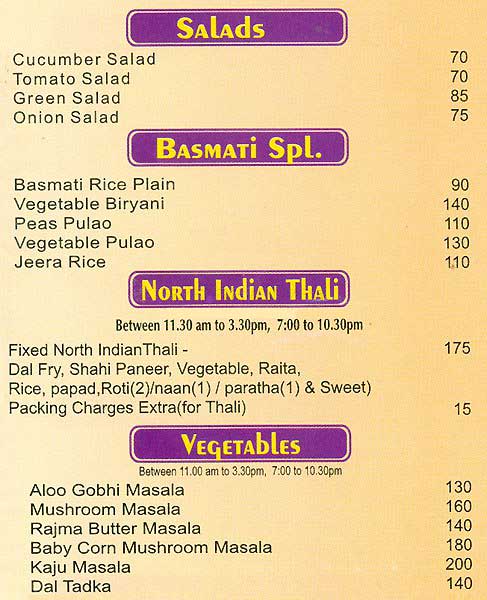 Salads
Cucumber Salad 70
Tomato Salad 70
Green Salad 85
Onion Salad 75
Basmati Spl.
Basmati Rice Plain 90
Vegetable Biryani 140
Peas Pulao 110
Vegetable Pulao 130
Jeera Rice 110
North Indian Thali
Between 11.30 am to 3.30pm, 7:00 to 10.30pm
Fixed North IndianThali - 175
Dal Fry, Shahi Paneer, Vegetable, Raita,
Rice, papad,Roti(2)/naan(1) / paratha(1) & Sweet)
Packing Charges Extra(for Thali) 15
Vegetables
Between 11.00 am to 3.30pm, 7:00 to 10.30pm
Aloo Gobhi Masala 130
Mushroom Masala 160
Rajma Butter Masala 140
Baby Corn Mushroom Masala 180
Kaju Masala 200
Dal Tadka 140